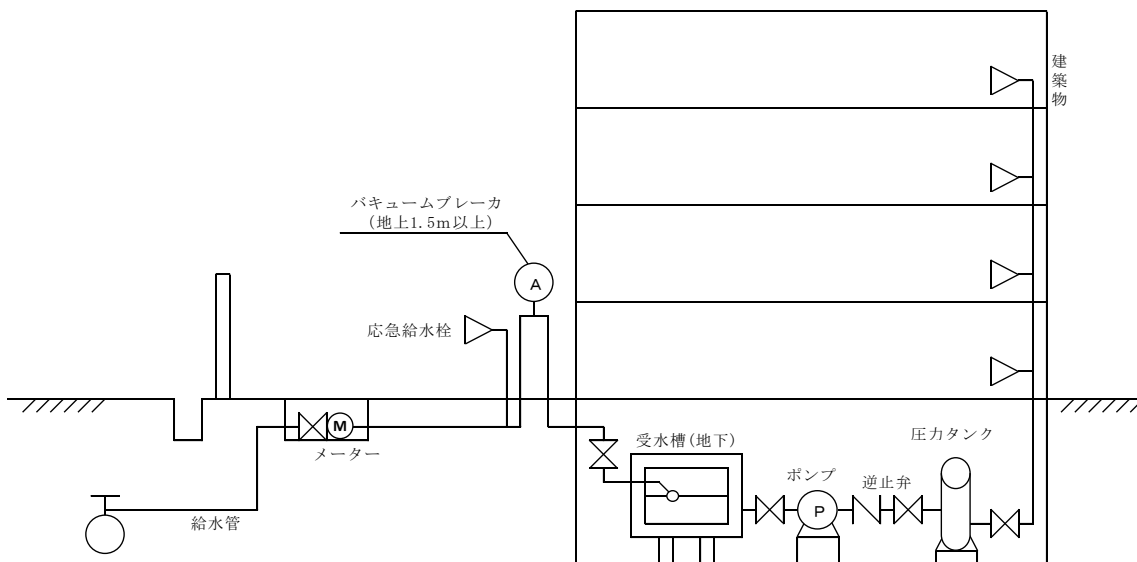 建築物
バキュームブレーカ
(地上1.5m以上)
A
応急給水栓
M
メーター
受水槽(地下)
圧力タンク
ポンプ
逆止弁
P
給水管